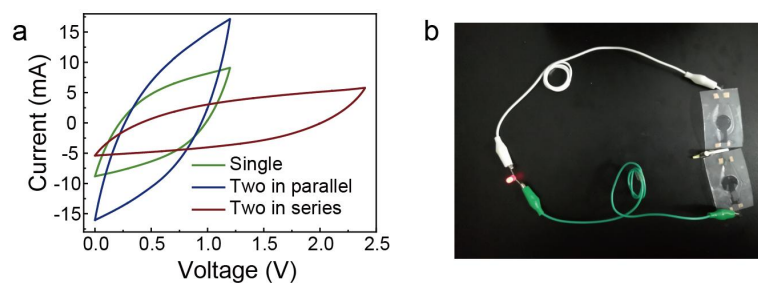 a
b
15
10
5
0
-5
-10
-15
Current (mA)
Single
Two in parallel
Two in series
0.0 0.5 1.0 1.5 2.0 2.5
Voltage (V)